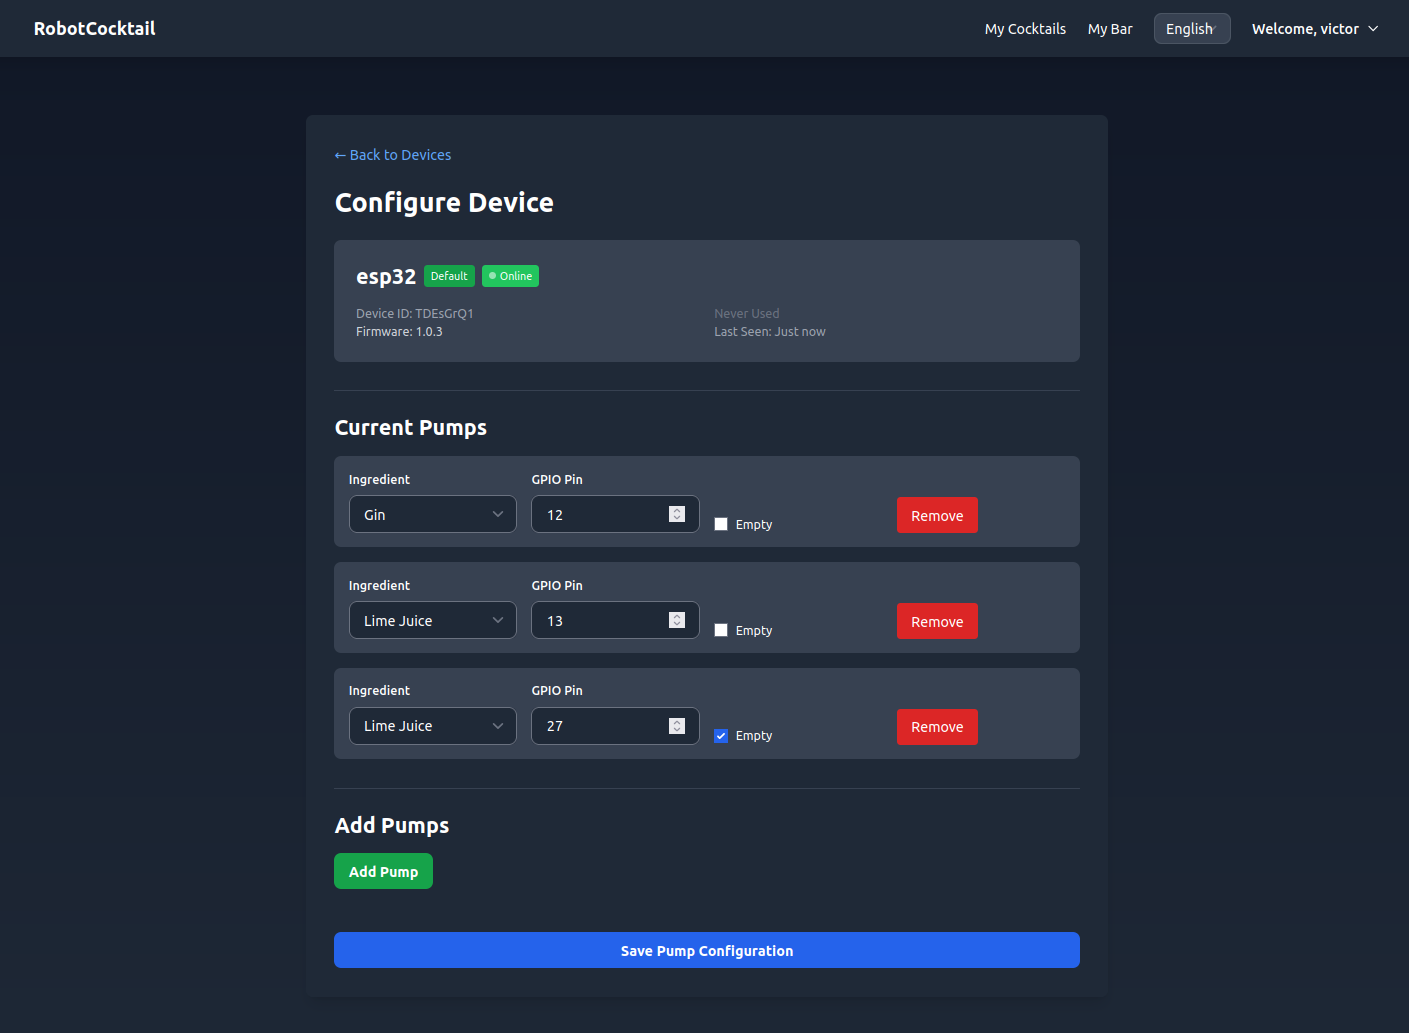 RobotCocktail
My Cocktails
My Bar
English
Welcome, victor
← Back to Devices
Configure Device
esp32
Default
Online
Device ID: TDEsGrQ1
Never Used
Firmware: 1.0.3
Last Seen: Just now
Current Pumps
Ingredient
GPIO Pin
Gin
12
Empty
Remove
Ingredient
GPIO Pin
Lime Juice
13
Empty
Remove
Ingredient
GPIO Pin
Lime Juice
27
Empty
Remove
Add Pumps
Add Pump
Save Pump Configuration